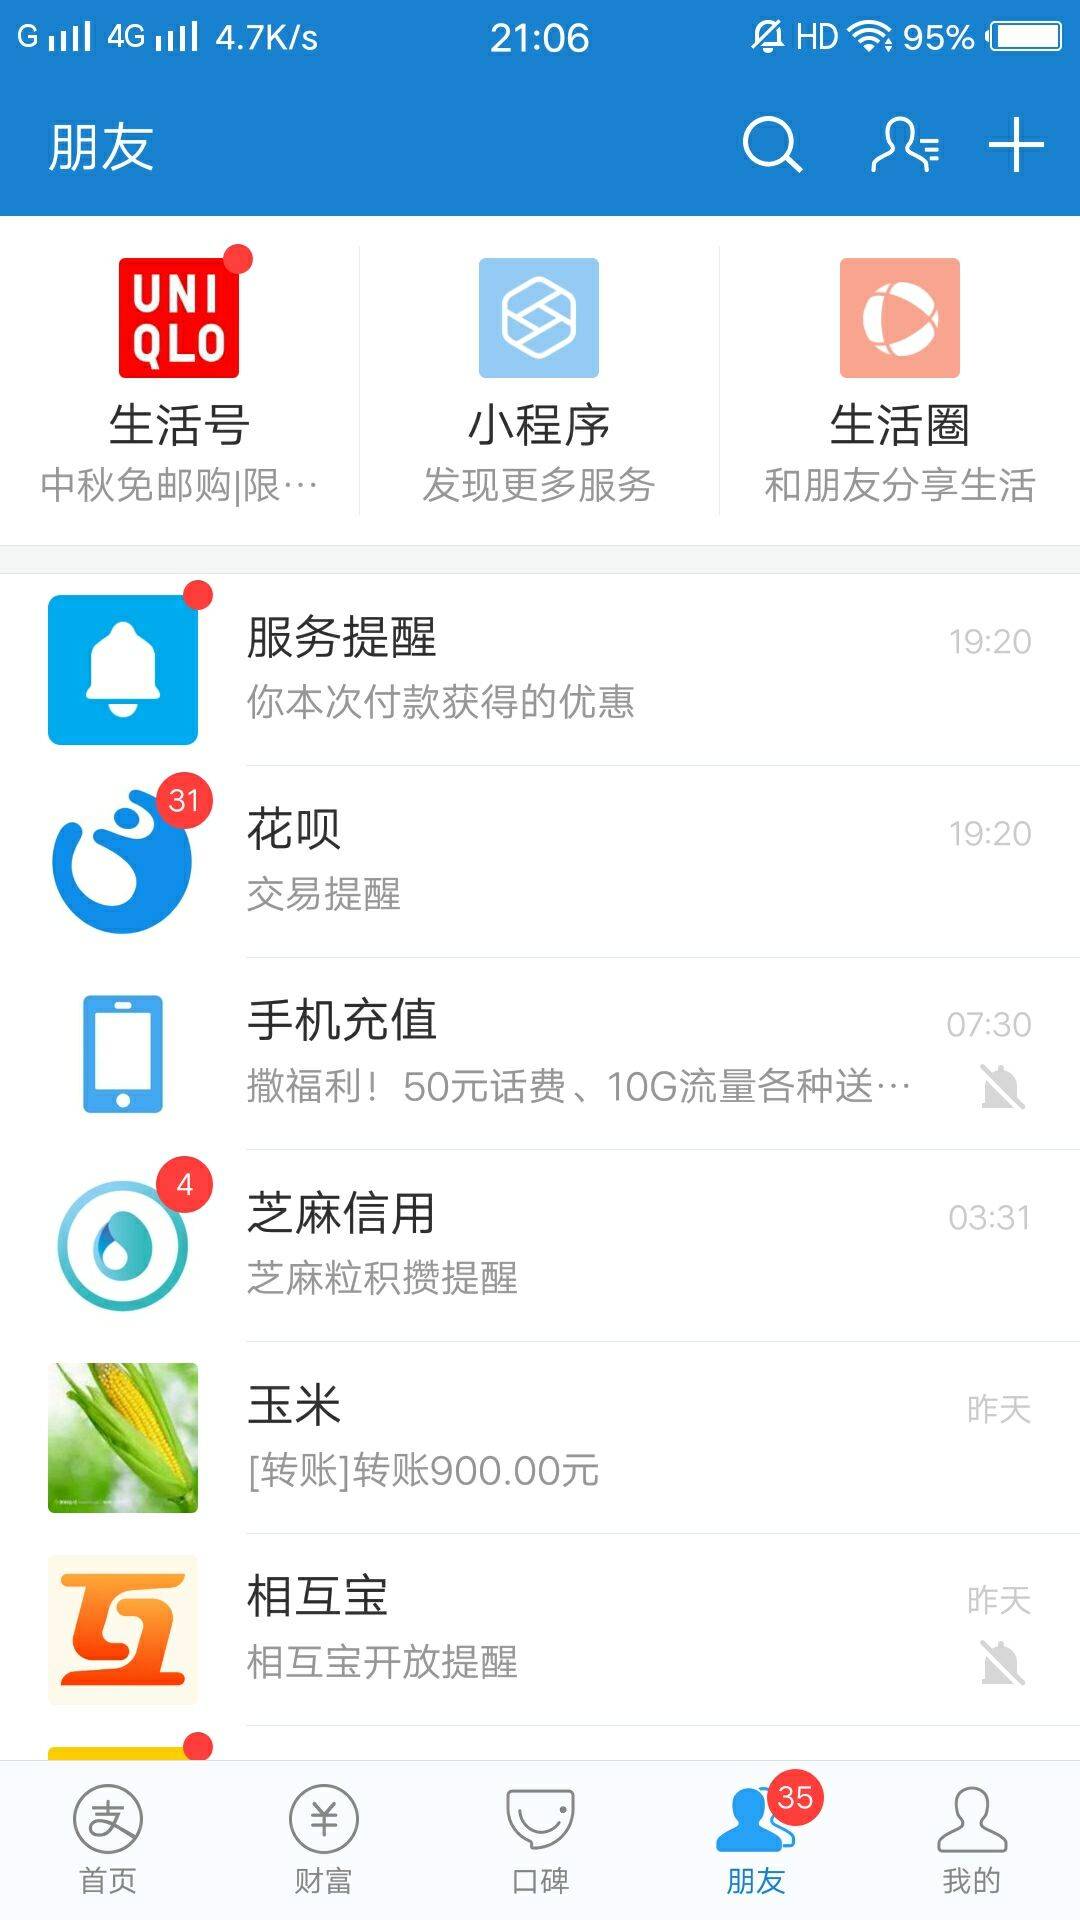 G 4G 4.7K/s 21:06 HD 95%
朋友
UNI
QLO
生活号 小程序 生活圈
中秋免邮购|限… 发现更多服务 和朋友分享生活
服务提醒 19:20
你本次付款获得的优惠
31
花呗 19:20
交易提醒
手机充值 07:30
撒福利！50元话费、10G流量各种送…
4
芝麻信用 03:31
芝麻粒积攒提醒
玉米 昨天
[转账]转账900.00元
相互宝 昨天
相互宝开放提醒
35
首页 财富 口碑 朋友 我的